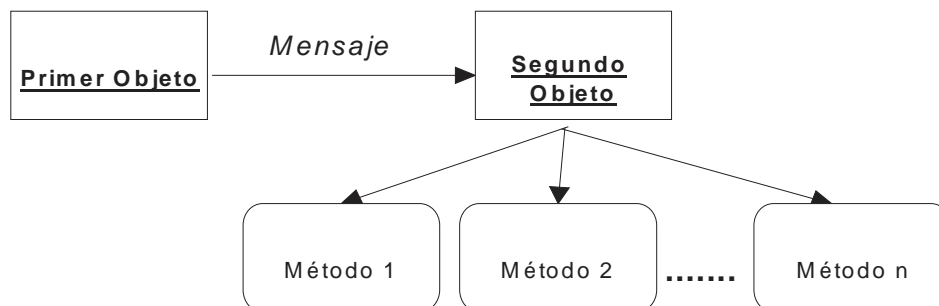 Mensaje
Primer Objeto
Segundo
Objeto
Método 1
Método 2
.......
Método n